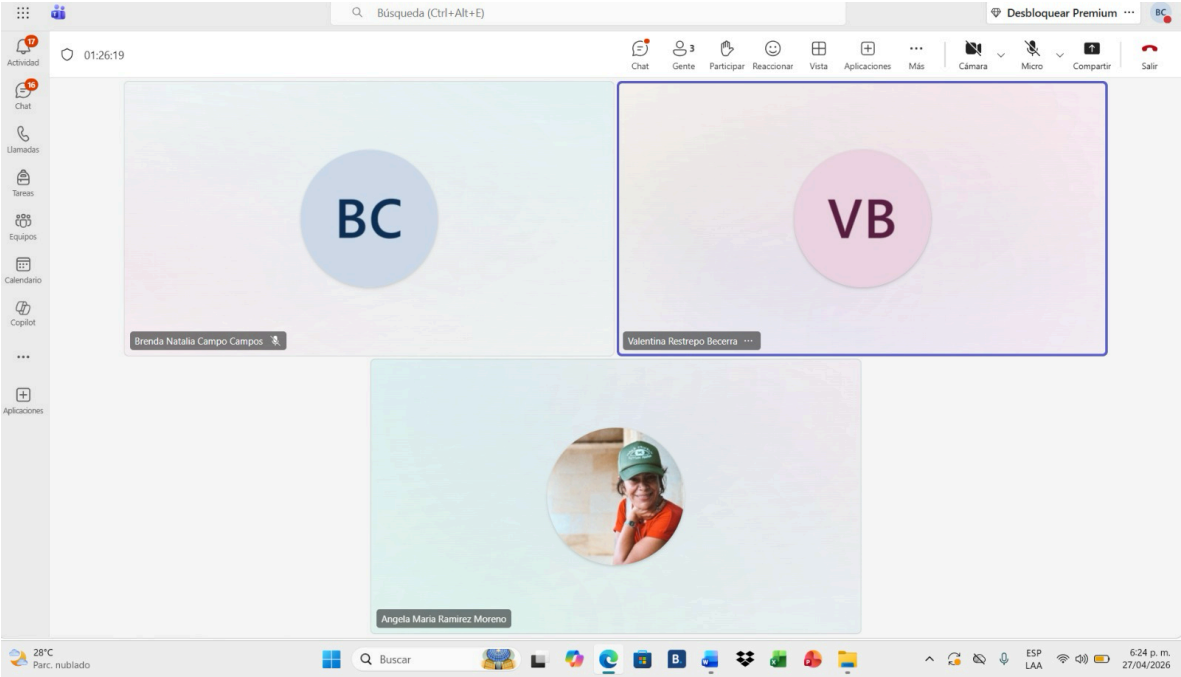 Búsqueda (Ctrl+Alt+E)
Desbloquear Premium ···
BC
17
Actividad
01:26:19
3
Chat
Gente
Participar
Reaccionar
Vista
Aplicaciones
Más
Cámara
Micro
Compartir
Salir
16
Chat
Llamadas
Tareas
Equipos
Calendario
Copilot
Aplicaciones
BC
Brenda Natalia Campo Campos
VB
Valentina Restrepo Becerra ···
Angela Maria Ramirez Moreno
28°C
Parc. nublado
Buscar
B.
ESP
LAA
6:24 p. m.
27/04/2026